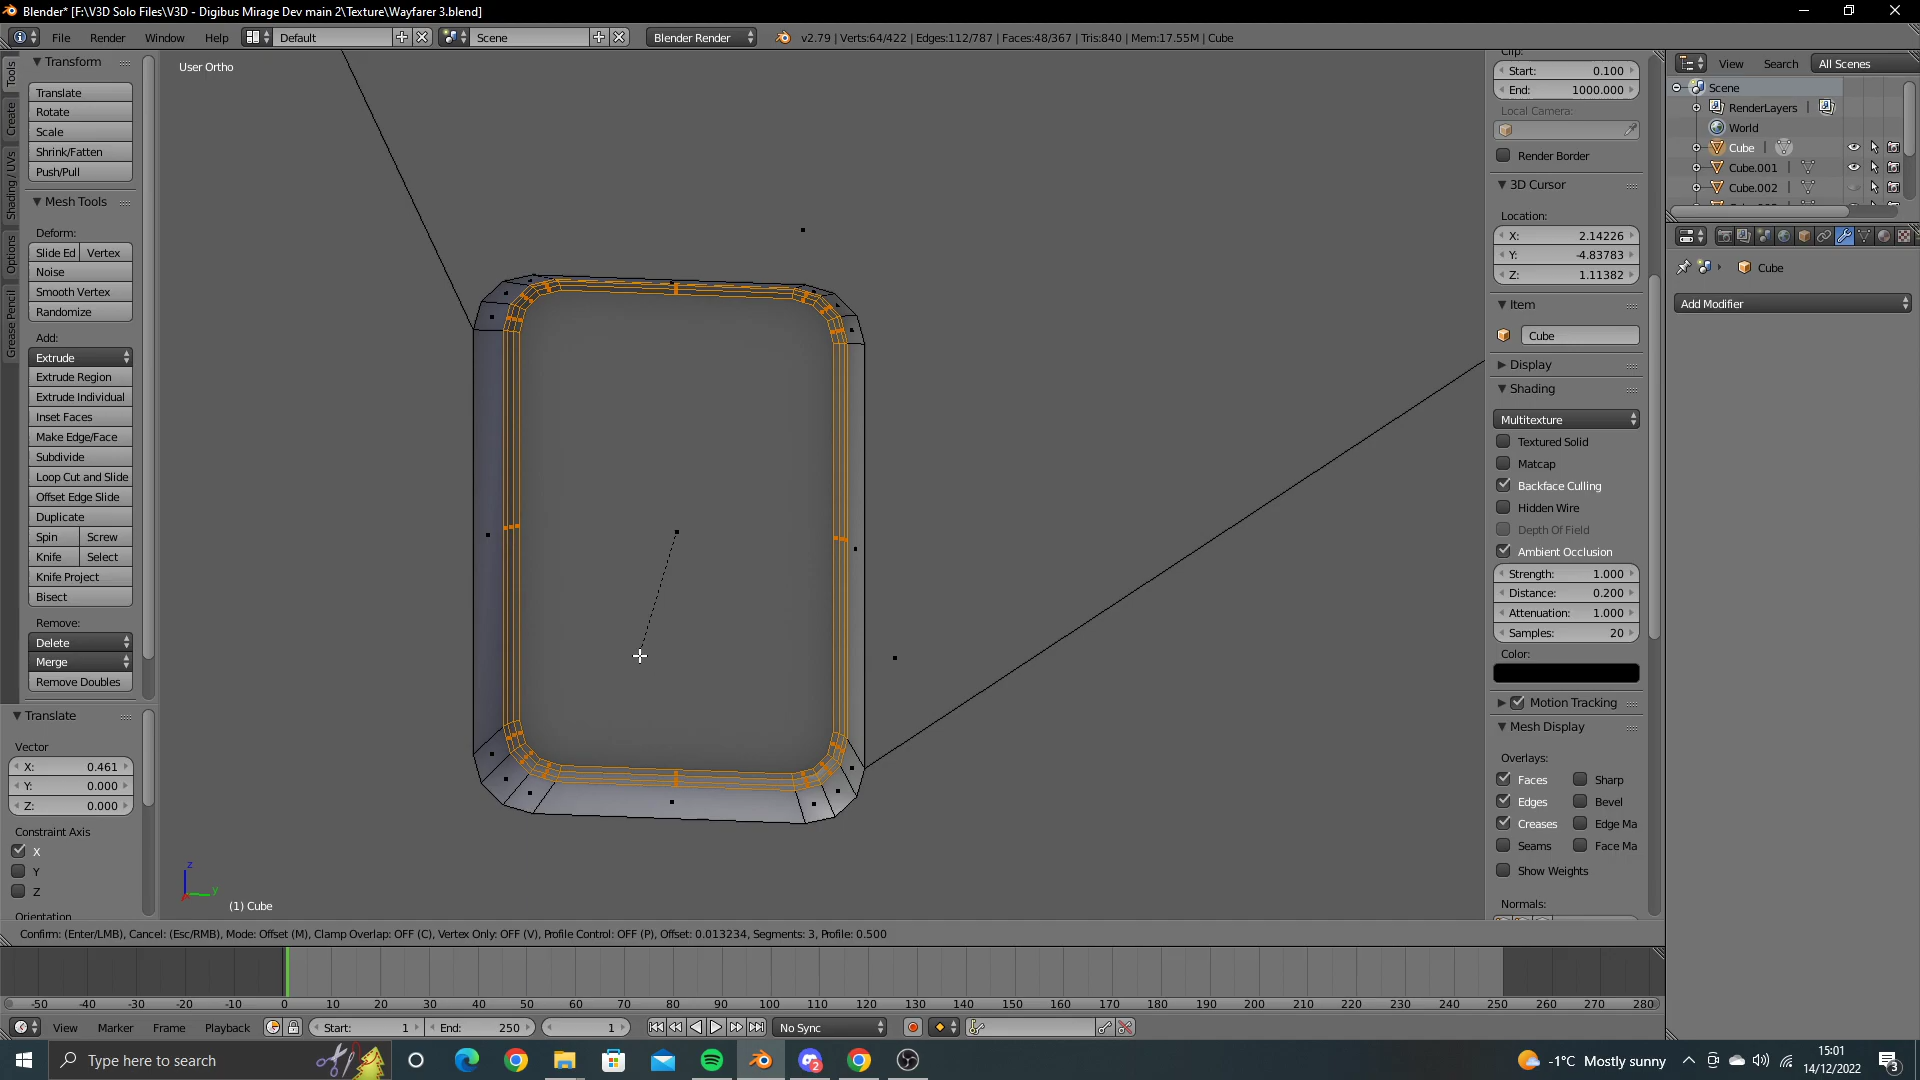 Blender* [F:\V3D Solo Files\V3D - Digibus Mirage Dev main 2\Texture\Wayfarer 3.blend]
File Render Window Help Default Scene Blender Render v2.79 | Verts:64/422 | Edges:112/787 | Faces:48/367 | Tris:840 | Mem:17.55M | Cube
Tools
Create
Shading / UVs
Options
Grease Pencil
Transform
Translate
Rotate
Scale
Shrink/Fatten
Push/Pull
Mesh Tools
Deform:
Slide Ed Vertex
Noise
Smooth Vertex
Randomize
Add:
Extrude
Extrude Region
Extrude Individual
Inset Faces
Make Edge/Face
Subdivide
Loop Cut and Slide
Offset Edge Slide
Duplicate
Spin Screw
Knife Select
Knife Project
Bisect
Remove:
Delete
Merge
Remove Doubles
Translate
Vector
X: 0.461
Y: 0.000
Z: 0.000
Constraint Axis
X
Y
Z
Orientation
User Ortho
z
y
(1) Cube
Confirm: (Enter/LMB), Cancel: (Esc/RMB), Mode: Offset (M), Clamp Overlap: OFF (C), Vertex Only: OFF (V), Profile Control: OFF (P), Offset: 0.013234, Segments: 3, Profile: 0.500
Clip:
Start: 0.100
End: 1000.000
Local Camera:
Render Border
3D Cursor
Location:
X: 2.14226
Y: -4.83783
Z: 1.11382
Item
Cube
Display
Shading
Multitexture
Textured Solid
Matcap
Backface Culling
Hidden Wire
Depth Of Field
Ambient Occlusion
Strength: 1.000
Distance: 0.200
Attenuation: 1.000
Samples: 20
Color:
Motion Tracking
Mesh Display
Overlays:
Faces Sharp
Edges Bevel
Creases Edge Ma
Seams Face Ma
Show Weights
Normals:
View Search All Scenes
Scene
RenderLayers
World
Cube
Cube.001
Cube.002
Cube
Add Modifier
-50 -40 -30 -20 -10 0 10 20 30 40 50 60 70 80 90 100 110 120 130 140 150 160 170 180 190 200 210 220 230 240 250 260 270 280
View Marker Frame Playback Start: 1 End: 250 1 No Sync
Type here to search
2
-1°C Mostly sunny
15:01
14/12/2022
3